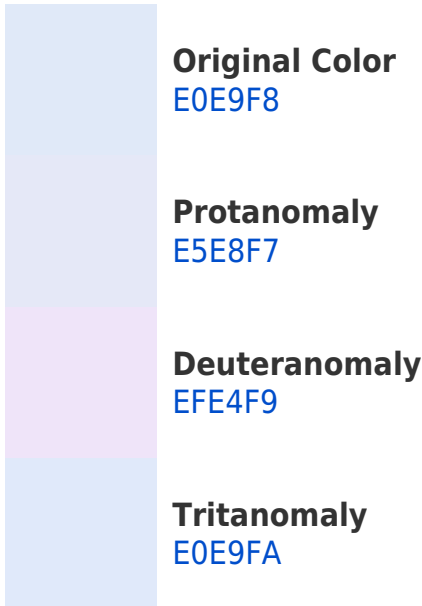 Original Color
E0E9F8
Protanomaly
E5E8F7
Deuteranomaly
EFE4F9
Tritanomaly
E0E9FA